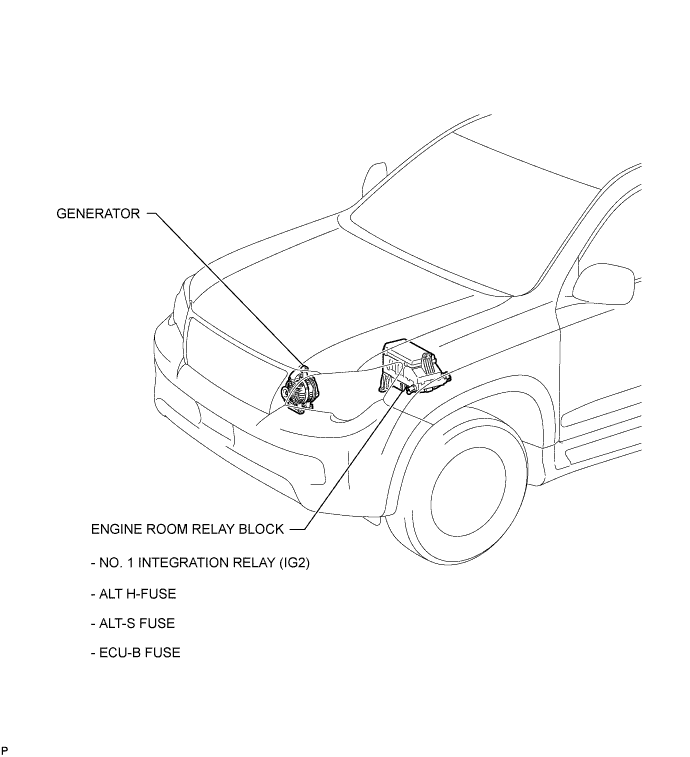 GENERATOR
ENGINE ROOM RELAY BLOCK
- NO. 1 INTEGRATION RELAY (IG2)
- ALT H-FUSE
- ALT-S FUSE
- ECU-B FUSE
P